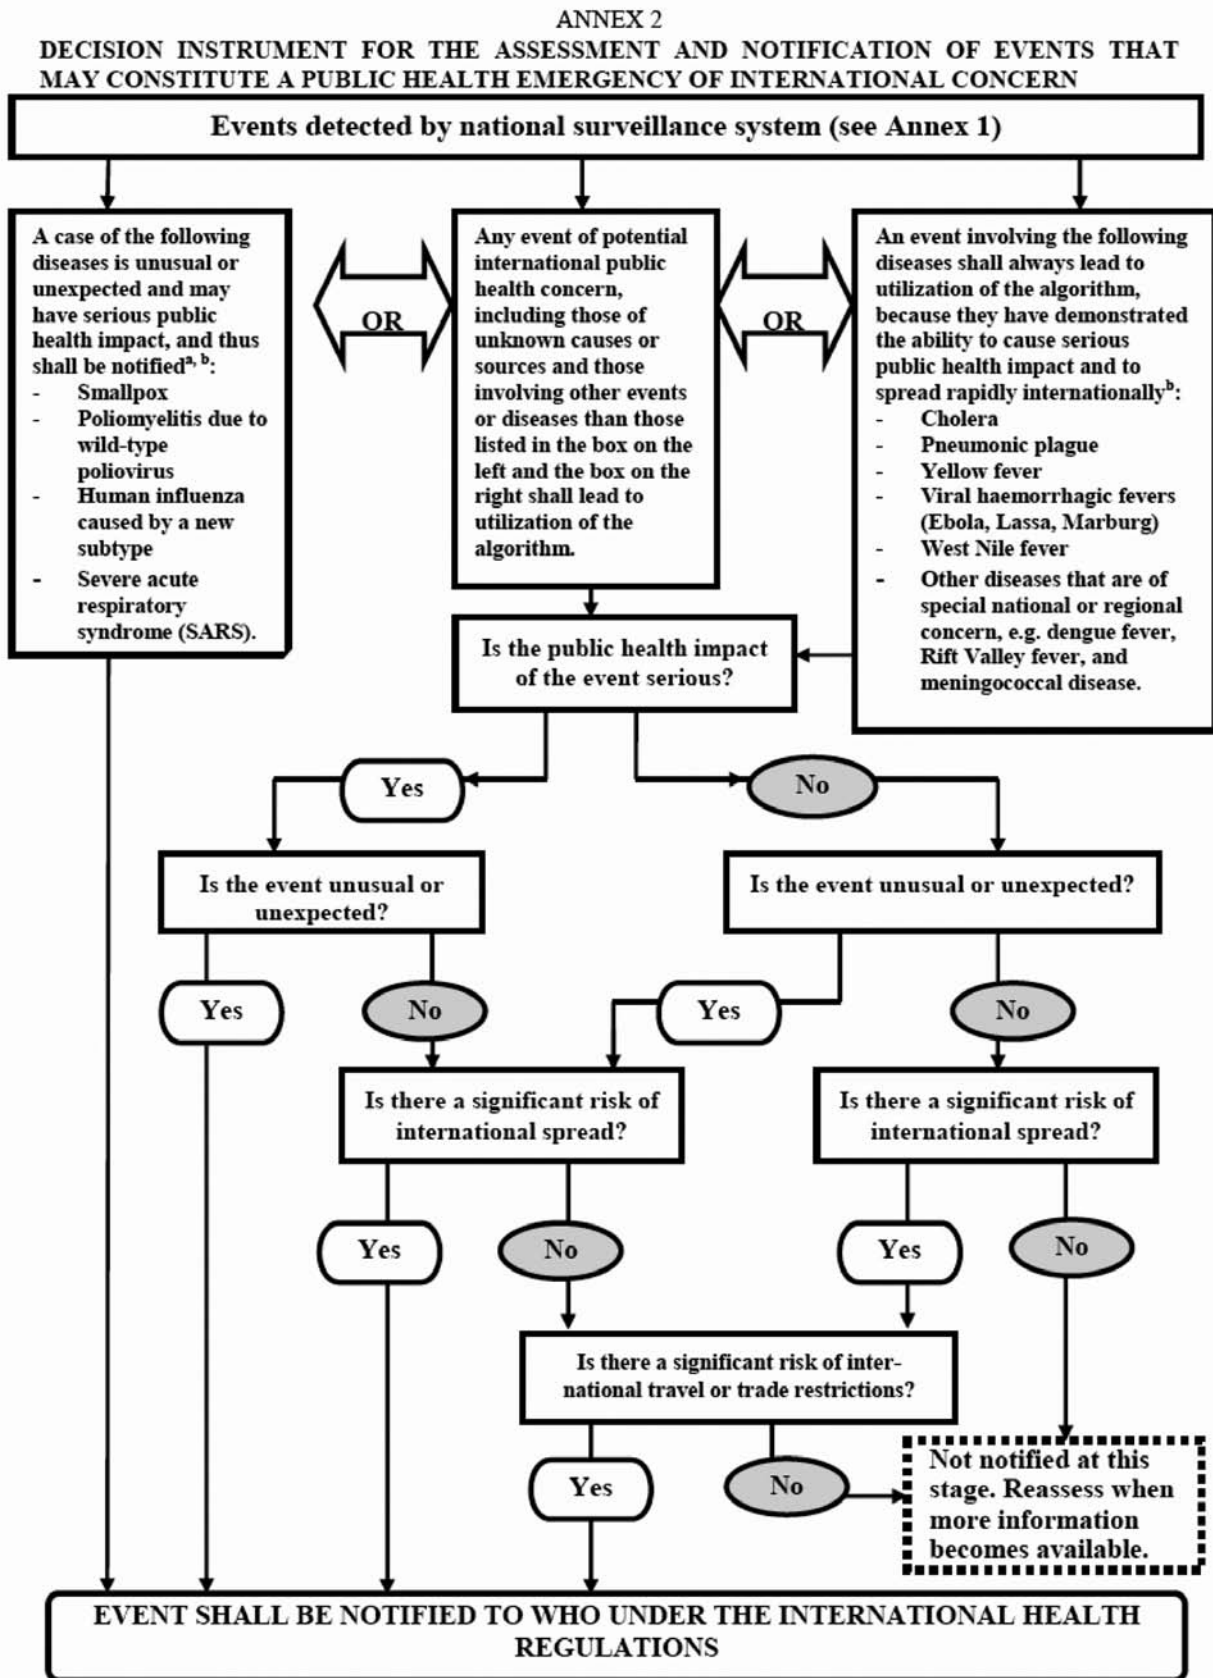 ANNEX 2
DECISION INSTRUMENT FOR THE ASSESSMENT AND NOTIFICATION OF EVENTS THAT
MAY CONSTITUTE A PUBLIC HEALTH EMERGENCY OF INTERNATIONAL CONCERN
Events detected by national surveillance system (see Annex 1)
A case of the following
diseases is unusual or
unexpected and may
have serious public
health impact, and thus
shall be notifiedᵃ, ᵇ:
- Smallpox
- Poliomyelitis due to
wild-type
poliovirus
- Human influenza
caused by a new
subtype
- Severe acute
respiratory
syndrome (SARS).
OR
Any event of potential
international public
health concern,
including those of
unknown causes or
sources and those
involving other events
or diseases than those
listed in the box on the
left and the box on the
right shall lead to
utilization of the
algorithm.
OR
An event involving the following
diseases shall always lead to
utilization of the algorithm,
because they have demonstrated
the ability to cause serious
public health impact and to
spread rapidly internationallyᵇ:
- Cholera
- Pneumonic plague
- Yellow fever
- Viral haemorrhagic fevers
(Ebola, Lassa, Marburg)
- West Nile fever
- Other diseases that are of
special national or regional
concern, e.g. dengue fever,
Rift Valley fever, and
meningococcal disease.
Is the public health impact
of the event serious?
Yes
No
Is the event unusual or
unexpected?
Is the event unusual or unexpected?
Yes
No
Yes
No
Is there a significant risk of
international spread?
Is there a significant risk of
international spread?
Yes
No
Yes
No
Is there a significant risk of inter-
national travel or trade restrictions?
Yes
No
Not notified at this
stage. Reassess when
more information
becomes available.
EVENT SHALL BE NOTIFIED TO WHO UNDER THE INTERNATIONAL HEALTH
REGULATIONS